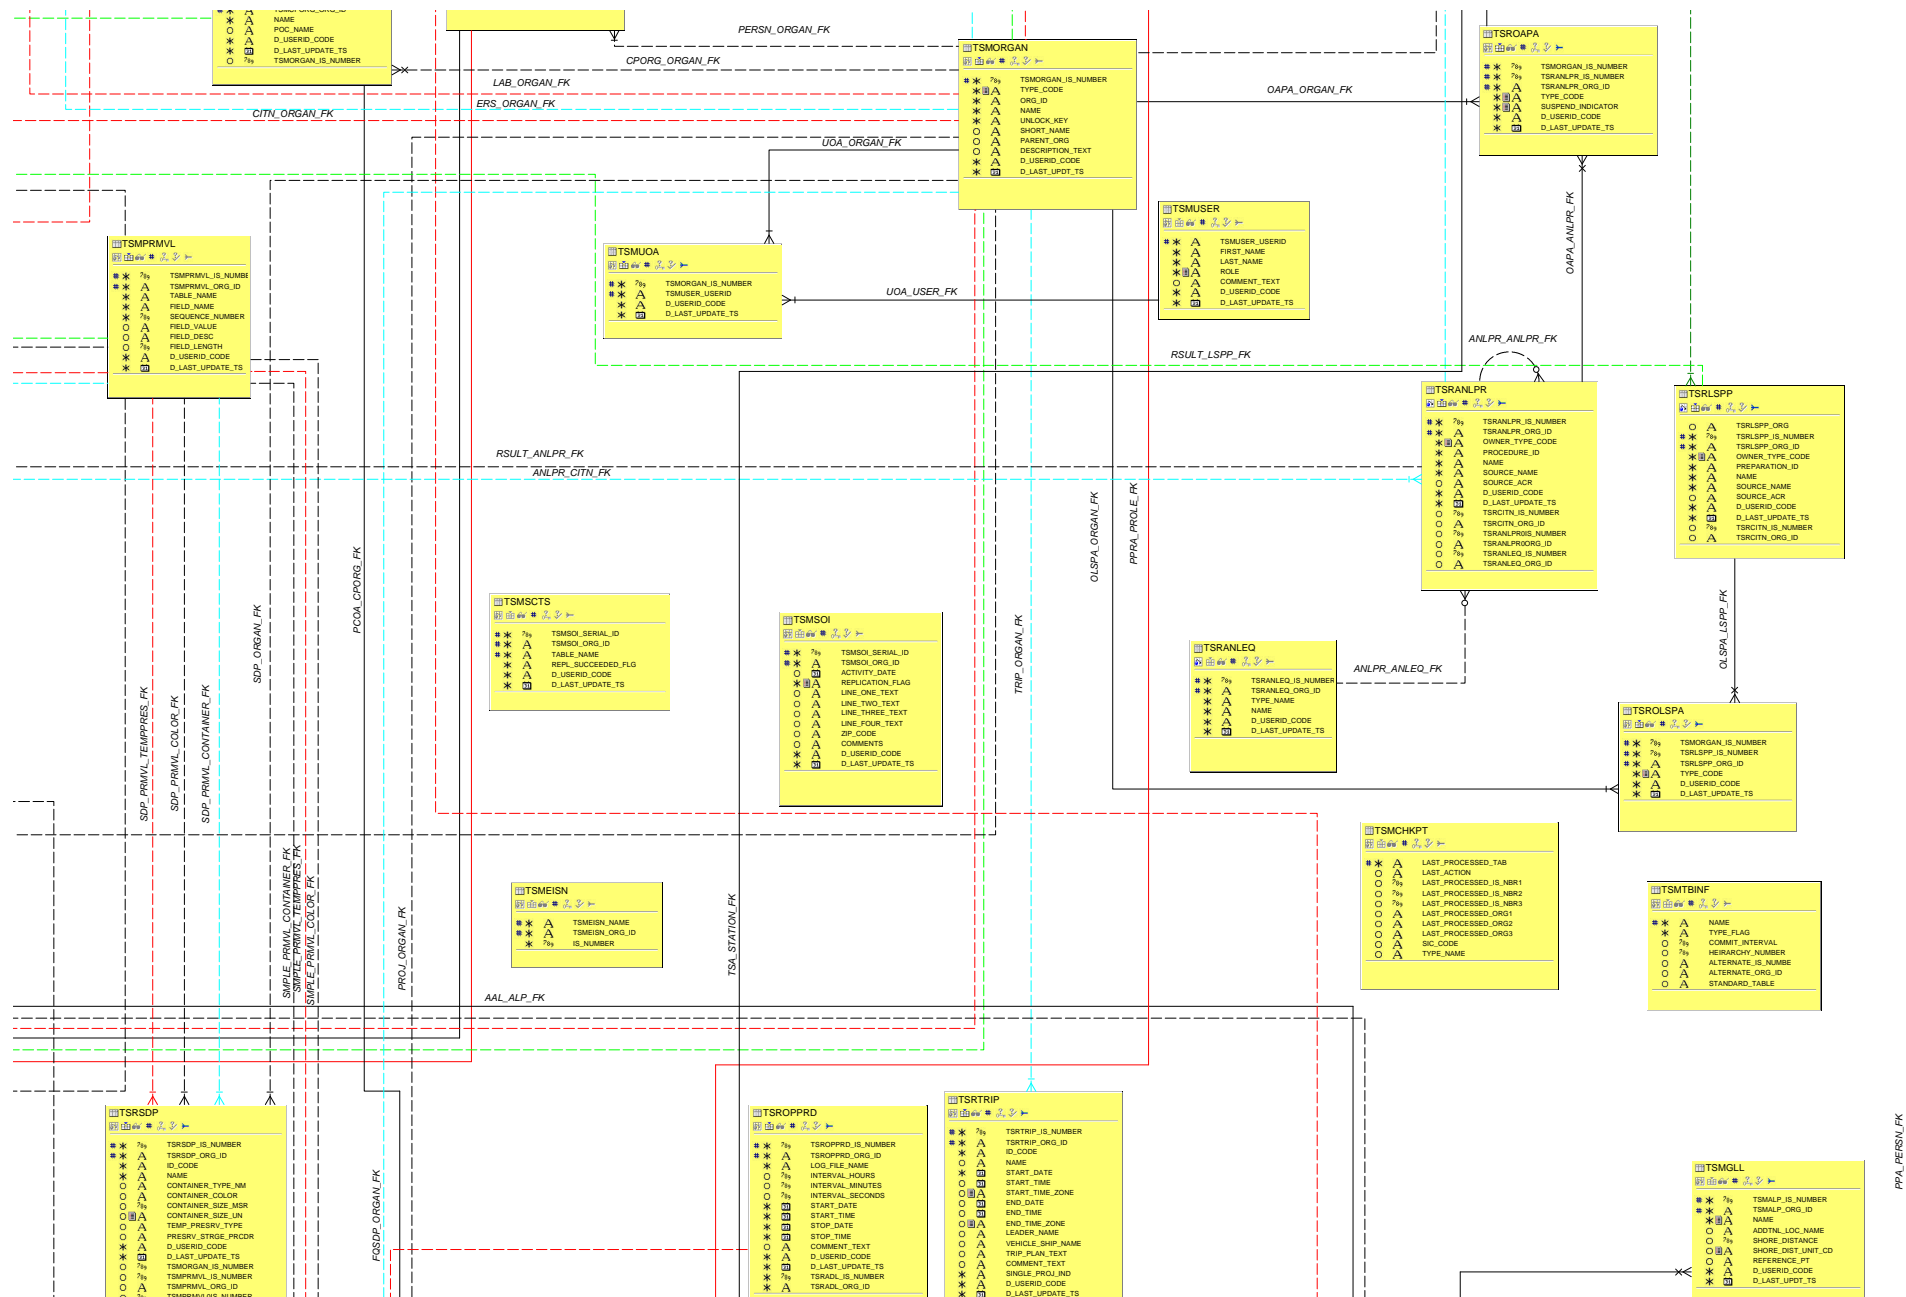 NAME
POC_NAME
D_USERID_CODE
D_LAST_UPDATE_TS
TSMORGAN_IS_NUMBER
PERSN_ORGAN_FK
CPORG_ORGAN_FK
LAB_ORGAN_FK
ERS_ORGAN_FK
CITN_ORGAN_FK
UOA_ORGAN_FK
TSMORGAN
TSMORGAN_IS_NUMBER
TYPE_CODE
ORG_ID
NAME
UNLOCK_KEY
SHORT_NAME
PARENT_ORG
DESCRIPTION_TEXT
D_USERID_CODE
D_LAST_UPDT_TS
OAPA_ORGAN_FK
TSROAPA
TSMORGAN_IS_NUMBER
TSRANLPR_IS_NUMBER
TSRANLPR_ORG_ID
TYPE_CODE
SUSPEND_INDICATOR
D_USERID_CODE
D_LAST_UPDATE_TS
OAPA_ANLPR_FK
TSMPRMVL
TSMPRMVL_IS_NUMBE
TSMPRMVL_ORG_ID
TABLE_NAME
FIELD_NAME
SEQUENCE_NUMBER
FIELD_VALUE
FIELD_DESC
FIELD_LENGTH
D_USERID_CODE
D_LAST_UPDATE_TS
TSMUOA
TSMORGAN_IS_NUMBER
TSMUSER_USERID
D_USERID_CODE
D_LAST_UPDATE_TS
UOA_USER_FK
TSMUSER
TSMUSER_USERID
FIRST_NAME
LAST_NAME
ROLE
COMMENT_TEXT
D_USERID_CODE
D_LAST_UPDATE_TS
RSULT_LSPP_FK
ANLPR_ANLPR_FK
TSRANLPR
TSRANLPR_IS_NUMBER
TSRANLPR_ORG_ID
OWNER_TYPE_CODE
PROCEDURE_ID
NAME
SOURCE_NAME
SOURCE_ACR
D_USERID_CODE
D_LAST_UPDATE_TS
TSRCITN_IS_NUMBER
TSRCITN_ORG_ID
TSRANLPR0IS_NUMBER
TSRANLPR0ORG_ID
TSRANLEQ_IS_NUMBER
TSRANLEQ_ORG_ID
TSRLSPP
TSRLSPP_ORG
TSRLSPP_IS_NUMBER
TSRLSPP_ORG_ID
OWNER_TYPE_CODE
PREPARATION_ID
NAME
SOURCE_NAME
SOURCE_ACR
D_USERID_CODE
D_LAST_UPDATE_TS
TSRCITN_IS_NUMBER
TSRCITN_ORG_ID
RSULT_ANLPR_FK
ANLPR_CITN_FK
PCOA_CPORG_FK
OLSPA_ORGAN_FK
PPRA_PROLE_FK
SDP_ORGAN_FK
TRIP_ORGAN_FK
OLSPA_LSPP_FK
SDP_PRMVL_TEMPPRES_FK
SDP_PRMVL_COLOR_FK
SDP_PRMVL_CONTAINER_FK
TSMSCTS
TSMSOI_SERIAL_ID
TSMSOI_ORG_ID
TABLE_NAME
REPL_SUCCEEDED_FLG
D_USERID_CODE
D_LAST_UPDATE_TS
TSMSOI
TSMSOI_SERIAL_ID
TSMSOI_ORG_ID
ACTIVITY_DATE
REPLICATION_FLAG
LINE_ONE_TEXT
LINE_TWO_TEXT
LINE_THREE_TEXT
LINE_FOUR_TEXT
ZIP_CODE
COMMENTS
D_USERID_CODE
D_LAST_UPDATE_TS
TSRANLEQ
TSRANLEQ_IS_NUMBER
TSRANLEQ_ORG_ID
TYPE_NAME
NAME
D_USERID_CODE
D_LAST_UPDATE_TS
ANLPR_ANLEQ_FK
TSROLSPA
TSMORGAN_IS_NUMBER
TSRLSPP_IS_NUMBER
TSRLSPP_ORG_ID
TYPE_CODE
D_USERID_CODE
D_LAST_UPDATE_TS
SMPLE_PRMVL_CONTAINER_FK
SMPLE_PRMVL_TEMPPRES_FK
SMPLE_PRMVL_COLOR_FK
PROJ_ORGAN_FK
TSA_STATION_FK
TSMEISN
TSMEISN_NAME
TSMEISN_ORG_ID
IS_NUMBER
TSMCHKPT
LAST_PROCESSED_TAB
LAST_ACTION
LAST_PROCESSED_IS_NBR1
LAST_PROCESSED_IS_NBR2
LAST_PROCESSED_IS_NBR3
LAST_PROCESSED_ORG1
LAST_PROCESSED_ORG2
LAST_PROCESSED_ORG3
SIC_CODE
TYPE_NAME
TSMTBINF
NAME
TYPE_FLAG
COMMIT_INTERVAL
HEIRARCHY_NUMBER
ALTERNATE_IS_NUMBE
ALTERNATE_ORG_ID
STANDARD_TABLE
AAL_ALP_FK
TSRSDP
TSRSDP_IS_NUMBER
TSRSDP_ORG_ID
ID_CODE
NAME
CONTAINER_TYPE_NM
CONTAINER_COLOR
CONTAINER_SIZE_MSR
CONTAINER_SIZE_UN
TEMP_PRESRV_TYPE
PRESRV_STRGE_PRCDR
D_USERID_CODE
D_LAST_UPDATE_TS
TSMORGAN_IS_NUMBER
TSMPRMVL_IS_NUMBER
TSMPRMVL_ORG_ID
TSMPRMVL0IS_NUMBER
FQSDP_ORGAN_FK
TSROPPRD
TSROPPRD_IS_NUMBER
TSROPPRD_ORG_ID
LOG_FILE_NAME
INTERVAL_HOURS
INTERVAL_MINUTES
INTERVAL_SECONDS
START_DATE
START_TIME
STOP_DATE
STOP_TIME
COMMENT_TEXT
D_USERID_CODE
D_LAST_UPDATE_TS
TSRADL_IS_NUMBER
TSRADL_ORG_ID
TSRTRIP
TSRTRIP_IS_NUMBER
TSRTRIP_ORG_ID
ID_CODE
NAME
START_DATE
START_TIME
START_TIME_ZONE
END_DATE
END_TIME
END_TIME_ZONE
LEADER_NAME
VEHICLE_SHIP_NAME
TRIP_PLAN_TEXT
COMMENT_TEXT
SINGLE_PROJ_IND
D_USERID_CODE
D_LAST_UPDATE_TS
TSMGLL
TSMALP_IS_NUMBER
TSMALP_ORG_ID
NAME
ADDTNL_LOC_NAME
SHORE_DISTANCE
SHORE_DIST_UNIT_CD
REFERENCE_PT
D_USERID_CODE
D_LAST_UPDT_TS
PPA_PERSN_FK